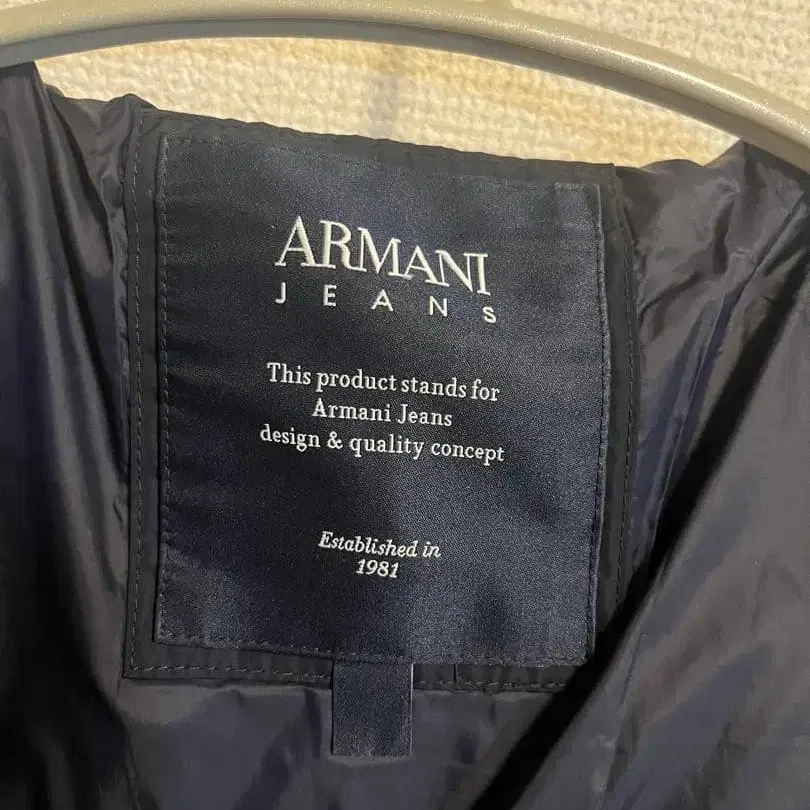 ARMANI
JEANS
This product stands for
Armani Jeans
design & quality concept
Established in
1981